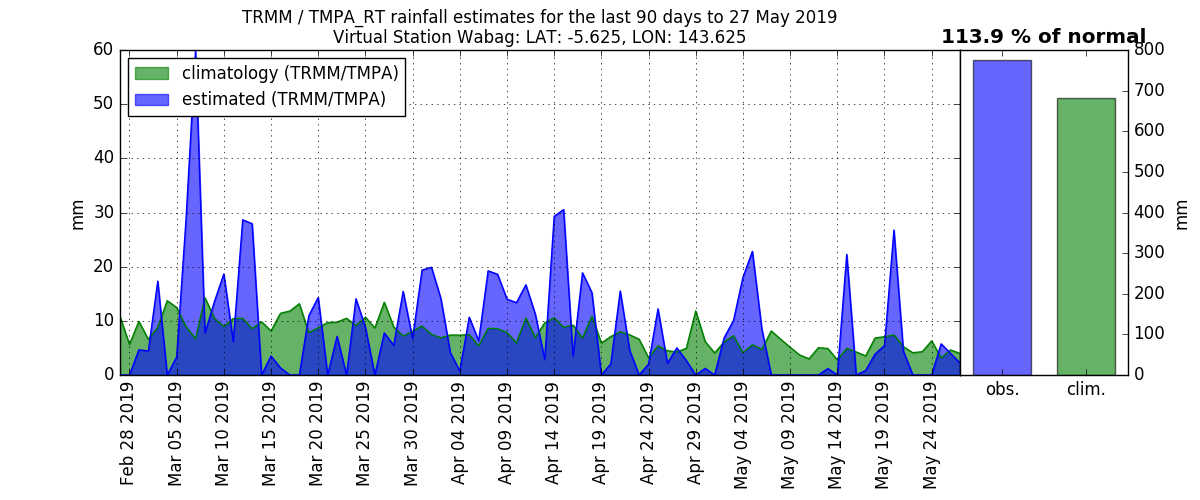 TRMM / TMPA_RT rainfall estimates for the last 90 days to 27 May 2019
Virtual Station Wabag: LAT: -5.625, LON: 143.625
113.9 % of normal
climatology (TRMM/TMPA)
estimated (TRMM/TMPA)
60
50
40
30
20
10
0
mm
Feb 28 2019
Mar 05 2019
Mar 10 2019
Mar 15 2019
Mar 20 2019
Mar 25 2019
Mar 30 2019
Apr 04 2019
Apr 09 2019
Apr 14 2019
Apr 19 2019
Apr 24 2019
Apr 29 2019
May 04 2019
May 09 2019
May 14 2019
May 19 2019
May 24 2019
obs.
clim.
800
700
600
500
400
300
200
100
0
mm